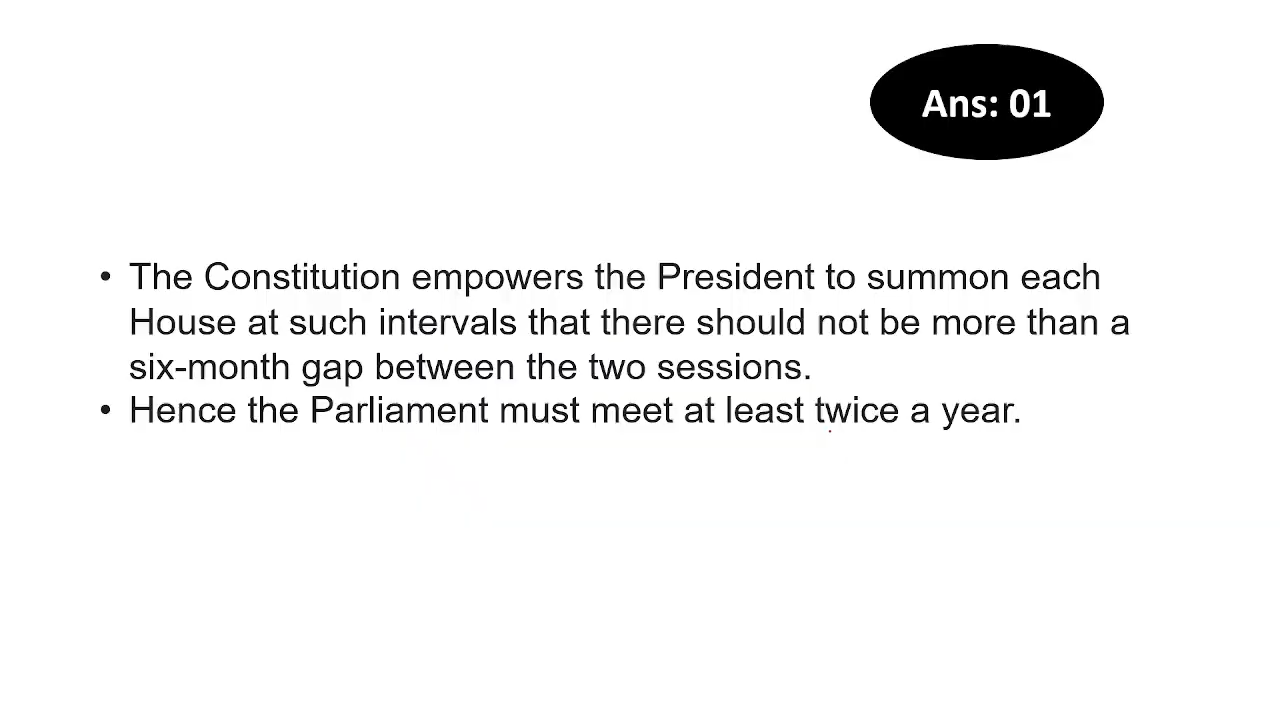 Ans: 01
• The Constitution empowers the President to summon each
House at such intervals that there should not be more than a
six-month gap between the two sessions.
• Hence the Parliament must meet at least twice a year.